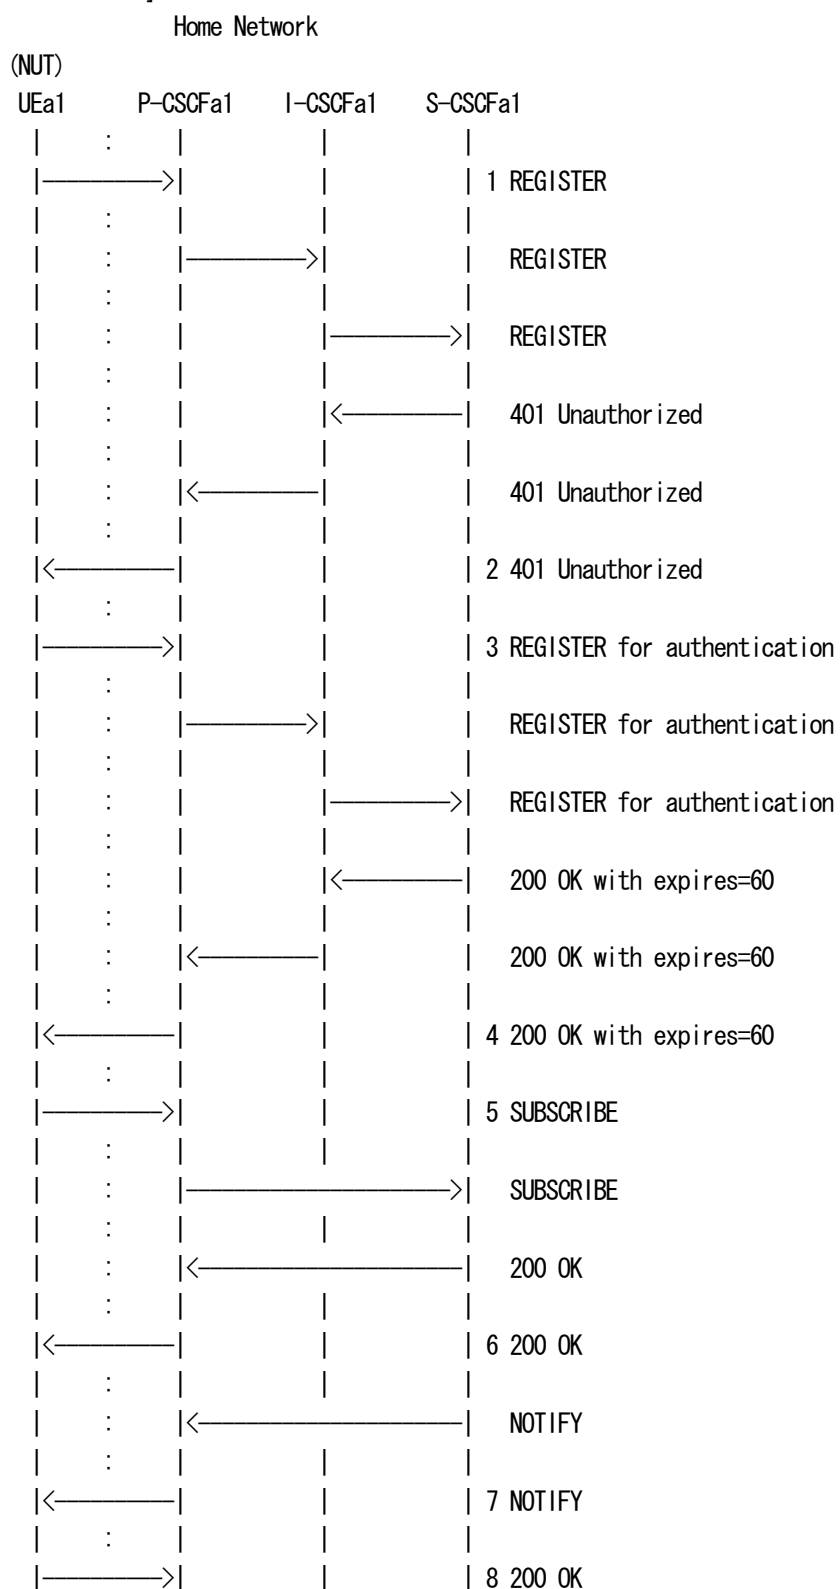 Home Network
(NUT)
UEa1 P-CSCFa1 I-CSCFa1 S-CSCFa1
1 REGISTER
REGISTER
REGISTER
401 Unauthorized
401 Unauthorized
2 401 Unauthorized
3 REGISTER for authentication
REGISTER for authentication
REGISTER for authentication
200 OK with expires=60
200 OK with expires=60
4 200 OK with expires=60
5 SUBSCRIBE
SUBSCRIBE
200 OK
6 200 OK
NOTIFY
7 NOTIFY
8 200 OK